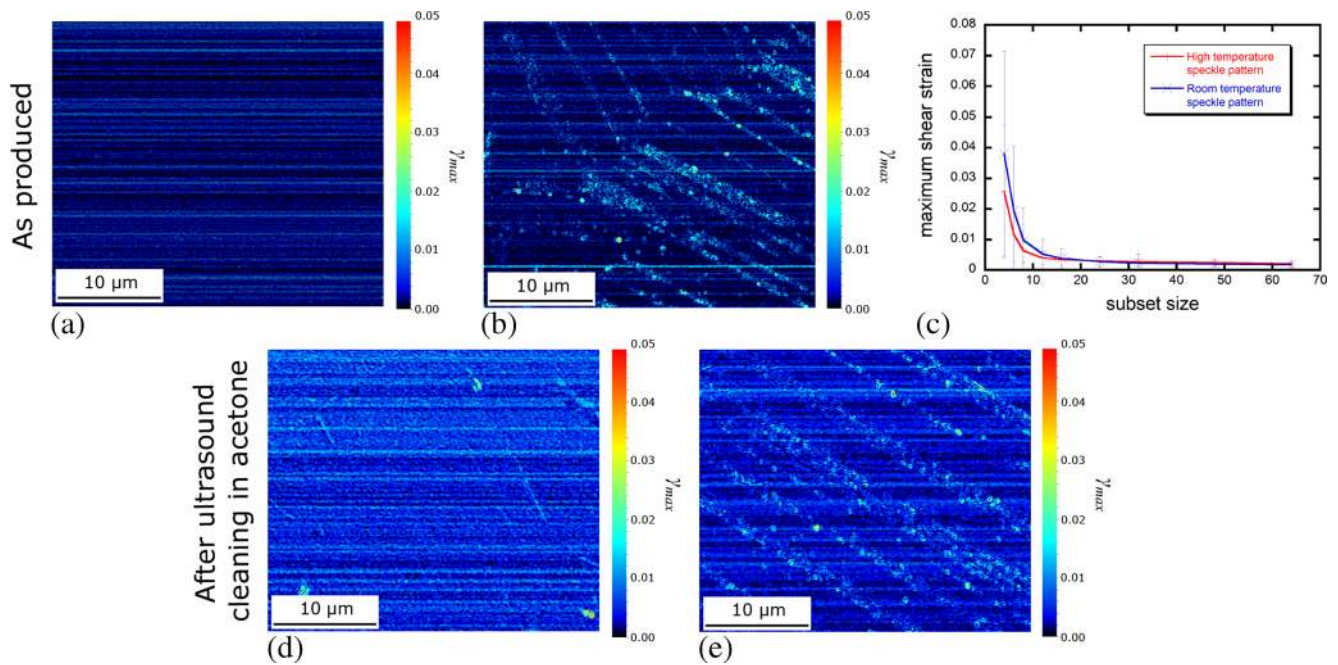 As produced
0.05
0.04
0.03
0.02
0.01
0.00
γmax
10 μm
(a)
0.05
0.04
0.03
0.02
0.01
0.00
γmax
(b)
10 μm
maximum shear strain
0.08
0.07
0.06
0.05
0.04
0.03
0.02
0.01
0
High temperature
speckle pattern
Room temperature
speckle pattern
0 10 20 30 40 50 60 70
subset size
(c)
After ultrasound
cleaning in acetone
0.05
0.04
0.03
0.02
0.01
0.00
γmax
10 μm
(d)
0.05
0.04
0.03
0.02
0.01
0.00
γmax
10 μm
(e)